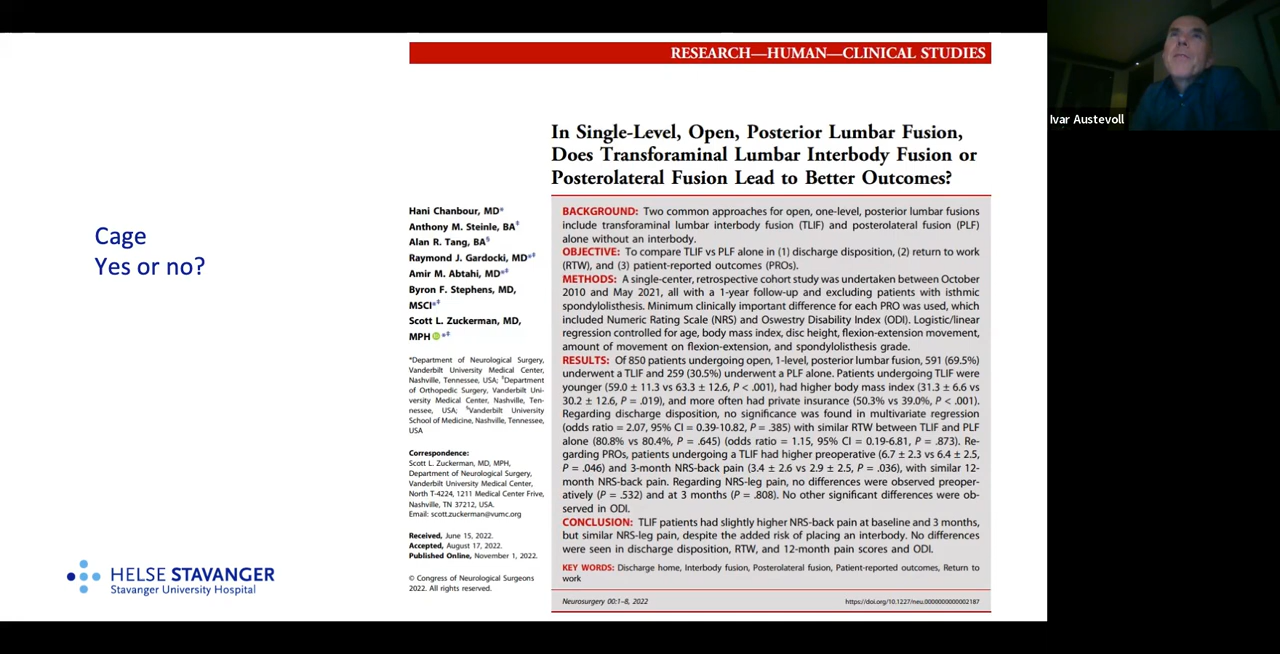 RESEARCH—HUMAN—CLINICAL STUDIES
Ivar Austevoll
In Single-Level, Open, Posterior Lumbar Fusion,
Does Transforaminal Lumbar Interbody Fusion or
Posterolateral Fusion Lead to Better Outcomes?
Cage
Yes or no?
Hani Chanbour, MD*
Anthony M. Steinle, BA‡
Alan R. Tang, BA§
Raymond J. Gardocki, MD*‡
Amir M. Abtahi, MD*‡
Byron F. Stephens, MD,
MSCI*‡
Scott L. Zuckerman, MD,
MPH *‡
*Department of Neurological Surgery,
Vanderbilt University Medical Center,
Nashville, Tennessee, USA; ‡Department
of Orthopedic Surgery, Vanderbilt Uni-
versity Medical Center, Nashville, Ten-
nessee, USA; §Vanderbilt University
School of Medicine, Nashville, Tennessee,
USA
Correspondence:
Scott L. Zuckerman, MD, MPH,
Department of Neurological Surgery,
Vanderbilt University Medical Center,
North T-4224, 1211 Medical Center Frive,
Nashville, TN 37212, USA.
Email: scott.zuckerman@vumc.org
Received, June 15, 2022.
Accepted, August 17, 2022.
Published Online, November 1, 2022.
© Congress of Neurological Surgeons
2022. All rights reserved.
BACKGROUND: Two common approaches for open, one-level, posterior lumbar fusions
include transforaminal lumbar interbody fusion (TLIF) and posterolateral fusion (PLF)
alone without an interbody.
OBJECTIVE: To compare TLIF vs PLF alone in (1) discharge disposition, (2) return to work
(RTW), and (3) patient-reported outcomes (PROs).
METHODS: A single-center, retrospective cohort study was undertaken between October
2010 and May 2021, all with a 1-year follow-up and excluding patients with isthmic
spondylolisthesis. Minimum clinically important difference for each PRO was used, which
included Numeric Rating Scale (NRS) and Oswestry Disability Index (ODI). Logistic/linear
regression controlled for age, body mass index, disc height, flexion-extension movement,
amount of movement on flexion-extension, and spondylolisthesis grade.
RESULTS: Of 850 patients undergoing open, 1-level, posterior lumbar fusion, 591 (69.5%)
underwent a TLIF and 259 (30.5%) underwent a PLF alone. Patients undergoing TLIF were
younger (59.0 ± 11.3 vs 63.3 ± 12.6, P < .001), had higher body mass index (31.3 ± 6.6 vs
30.2 ± 12.6, P = .019), and more often had private insurance (50.3% vs 39.0%, P < .001).
Regarding discharge disposition, no significance was found in multivariate regression
(odds ratio = 2.07, 95% CI = 0.39-10.82, P = .385) with similar RTW between TLIF and PLF
alone (80.8% vs 80.4%, P = .645) (odds ratio = 1.15, 95% CI = 0.19-6.81, P = .873). Re-
garding PROs, patients undergoing a TLIF had higher preoperative (6.7 ± 2.3 vs 6.4 ± 2.5,
P = .046) and 3-month NRS-back pain (3.4 ± 2.6 vs 2.9 ± 2.5, P = .036), with similar 12-
month NRS-back pain. Regarding NRS-leg pain, no differences were observed preoper-
atively (P = .532) and at 3 months (P = .808). No other significant differences were ob-
served in ODI.
CONCLUSION: TLIF patients had slightly higher NRS-back pain at baseline and 3 months,
but similar NRS-leg pain, despite the added risk of placing an interbody. No differences
were seen in discharge disposition, RTW, and 12-month pain scores and ODI.
KEY WORDS: Discharge home, Interbody fusion, Posterolateral fusion, Patient-reported outcomes, Return to
work
Neurosurgery 00:1–8, 2022
https://doi.org/10.1227/neu.0000000000002187
HELSE STAVANGER
Stavanger University Hospital